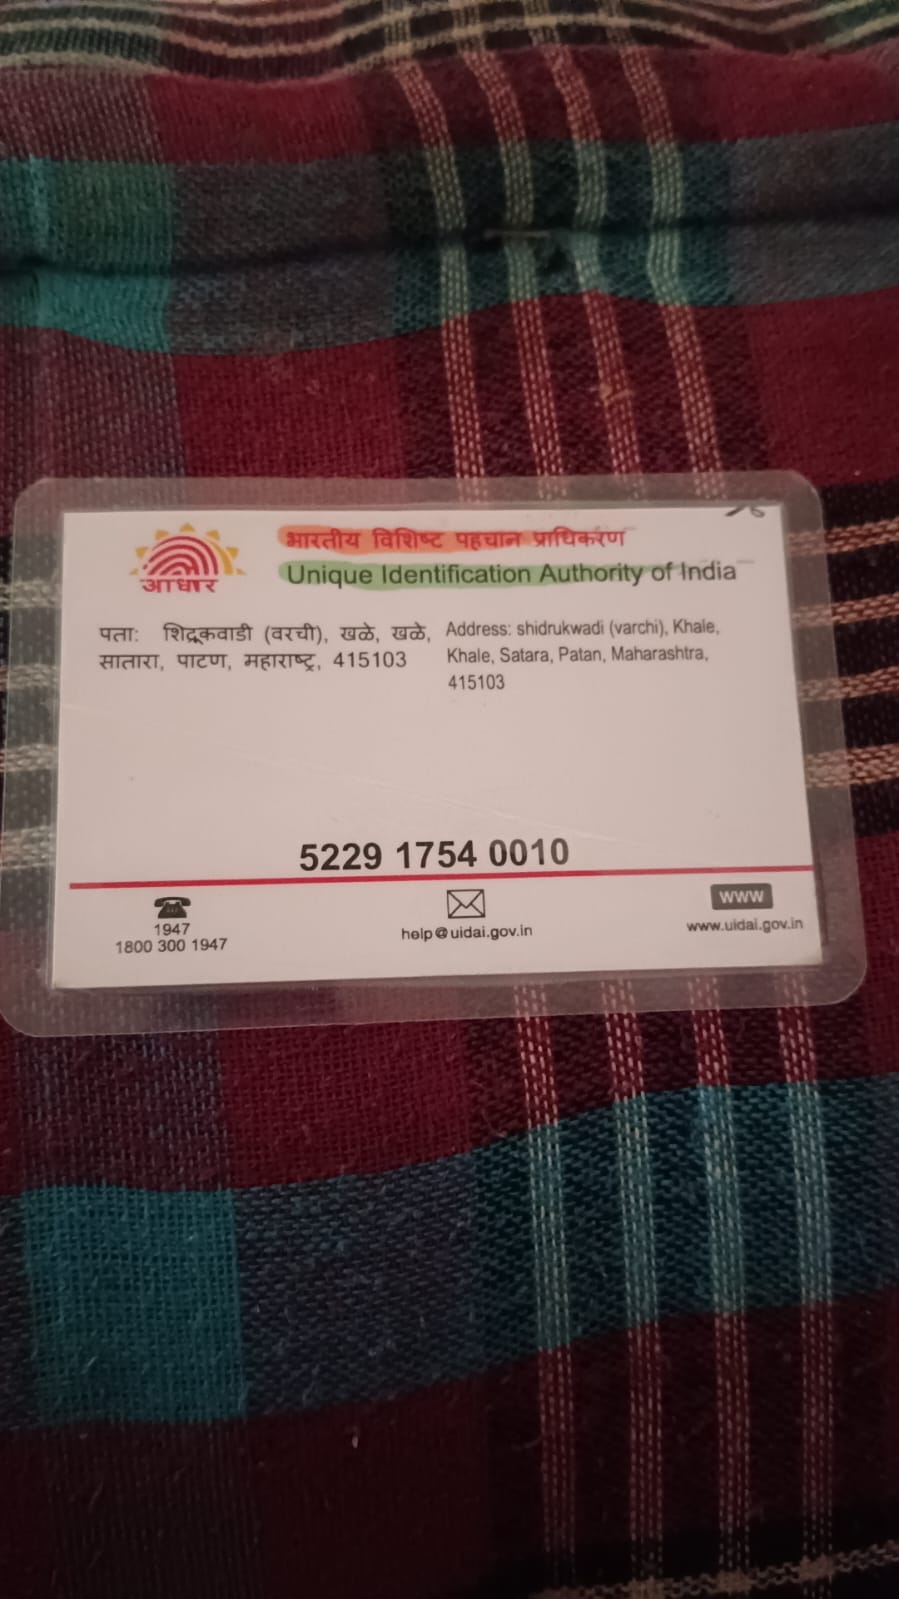 भारतीय विशिष्ट पहचान प्राधिकरण
Unique Identification Authority of India
आधार
पता: शिद्रूकवाडी (वरची), खळे, खळे,
सातारा, पाटण, महाराष्ट्र, 415103
Address: shidrukwadi (varchi), Khale,
Khale, Satara, Patan, Maharashtra,
415103
5229 1754 0010
1947
1800 300 1947
help@uidai.gov.in
WWW
www.uidai.gov.in